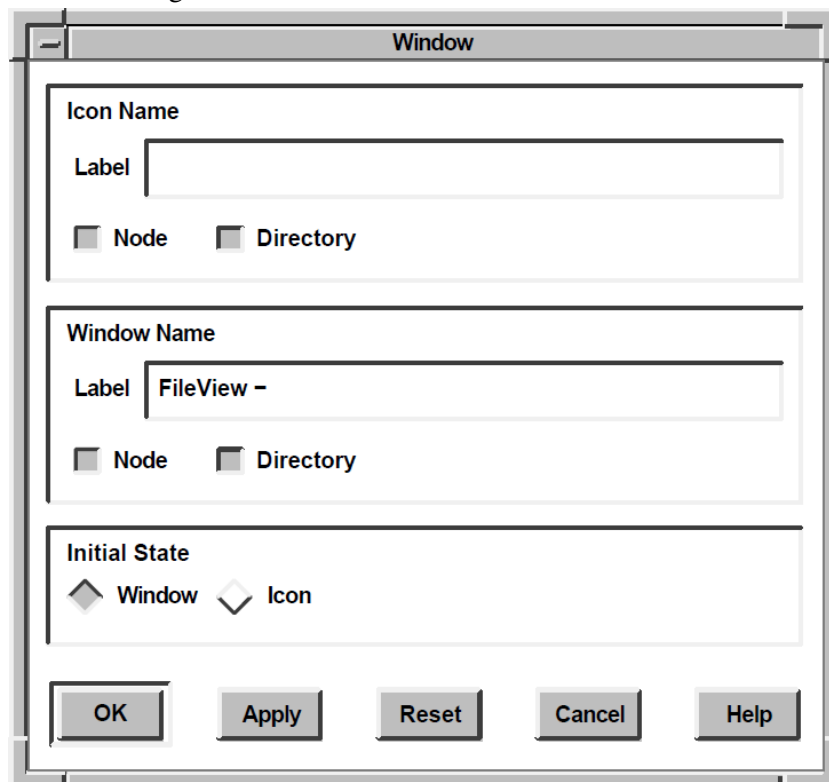 Window
Icon Name
Label
Node Directory
Window Name
Label FileView –
Node Directory
Initial State
Window Icon
OK Apply Reset Cancel Help